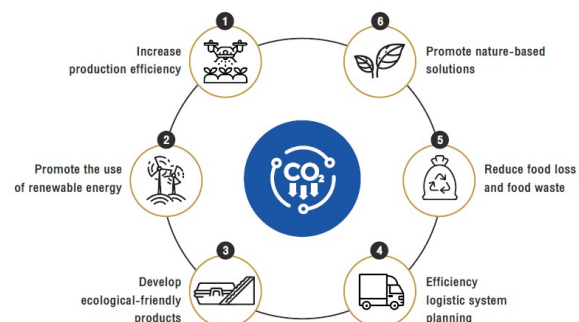 1
Increase
production efficiency
2
Promote the use
of renewable energy
3
Develop
ecological-friendly
products
4
Efficiency
logistic system
planning
5
Reduce food loss
and food waste
6
Promote nature-based
solutions
CO₂